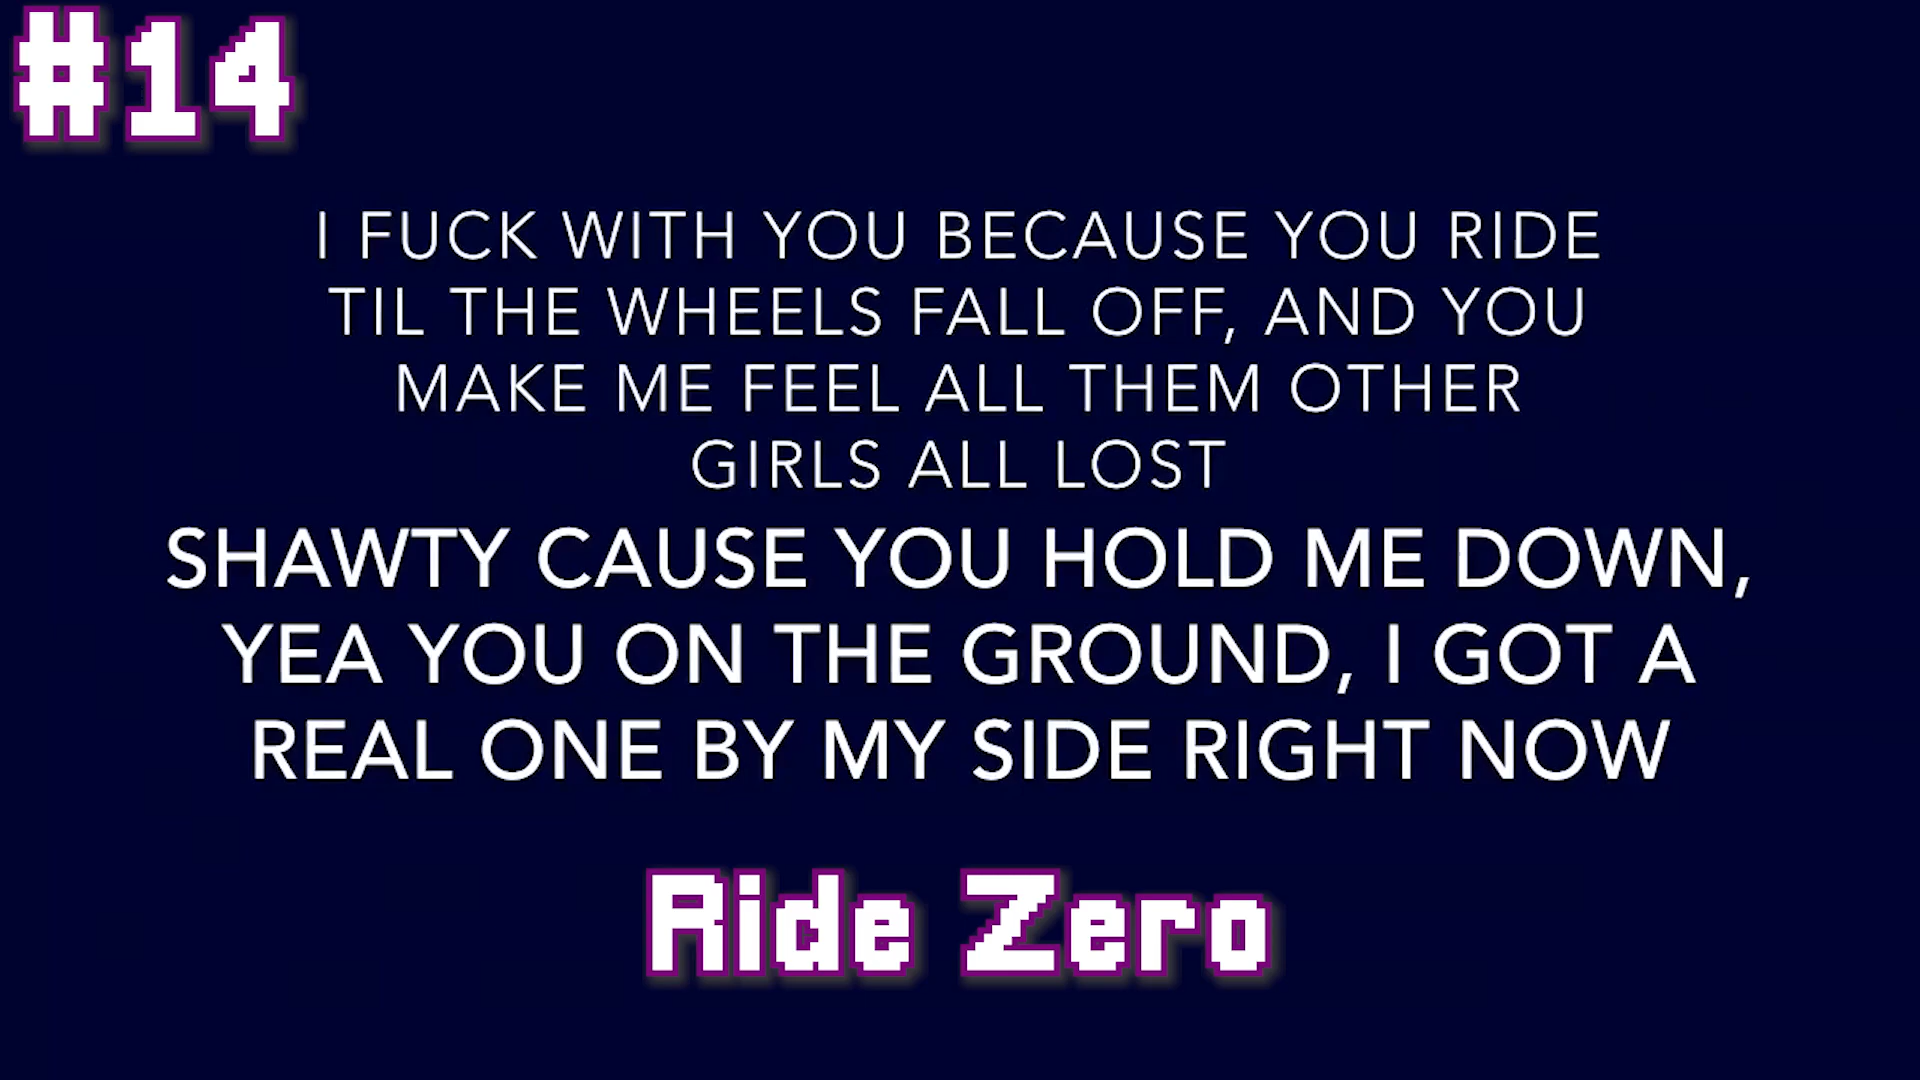 #14
I FUCK WITH YOU BECAUSE YOU RIDE
TIL THE WHEELS FALL OFF, AND YOU
MAKE ME FEEL ALL THEM OTHER
GIRLS ALL LOST
SHAWTY CAUSE YOU HOLD ME DOWN,
YEA YOU ON THE GROUND, I GOT A
REAL ONE BY MY SIDE RIGHT NOW
Ride Zero